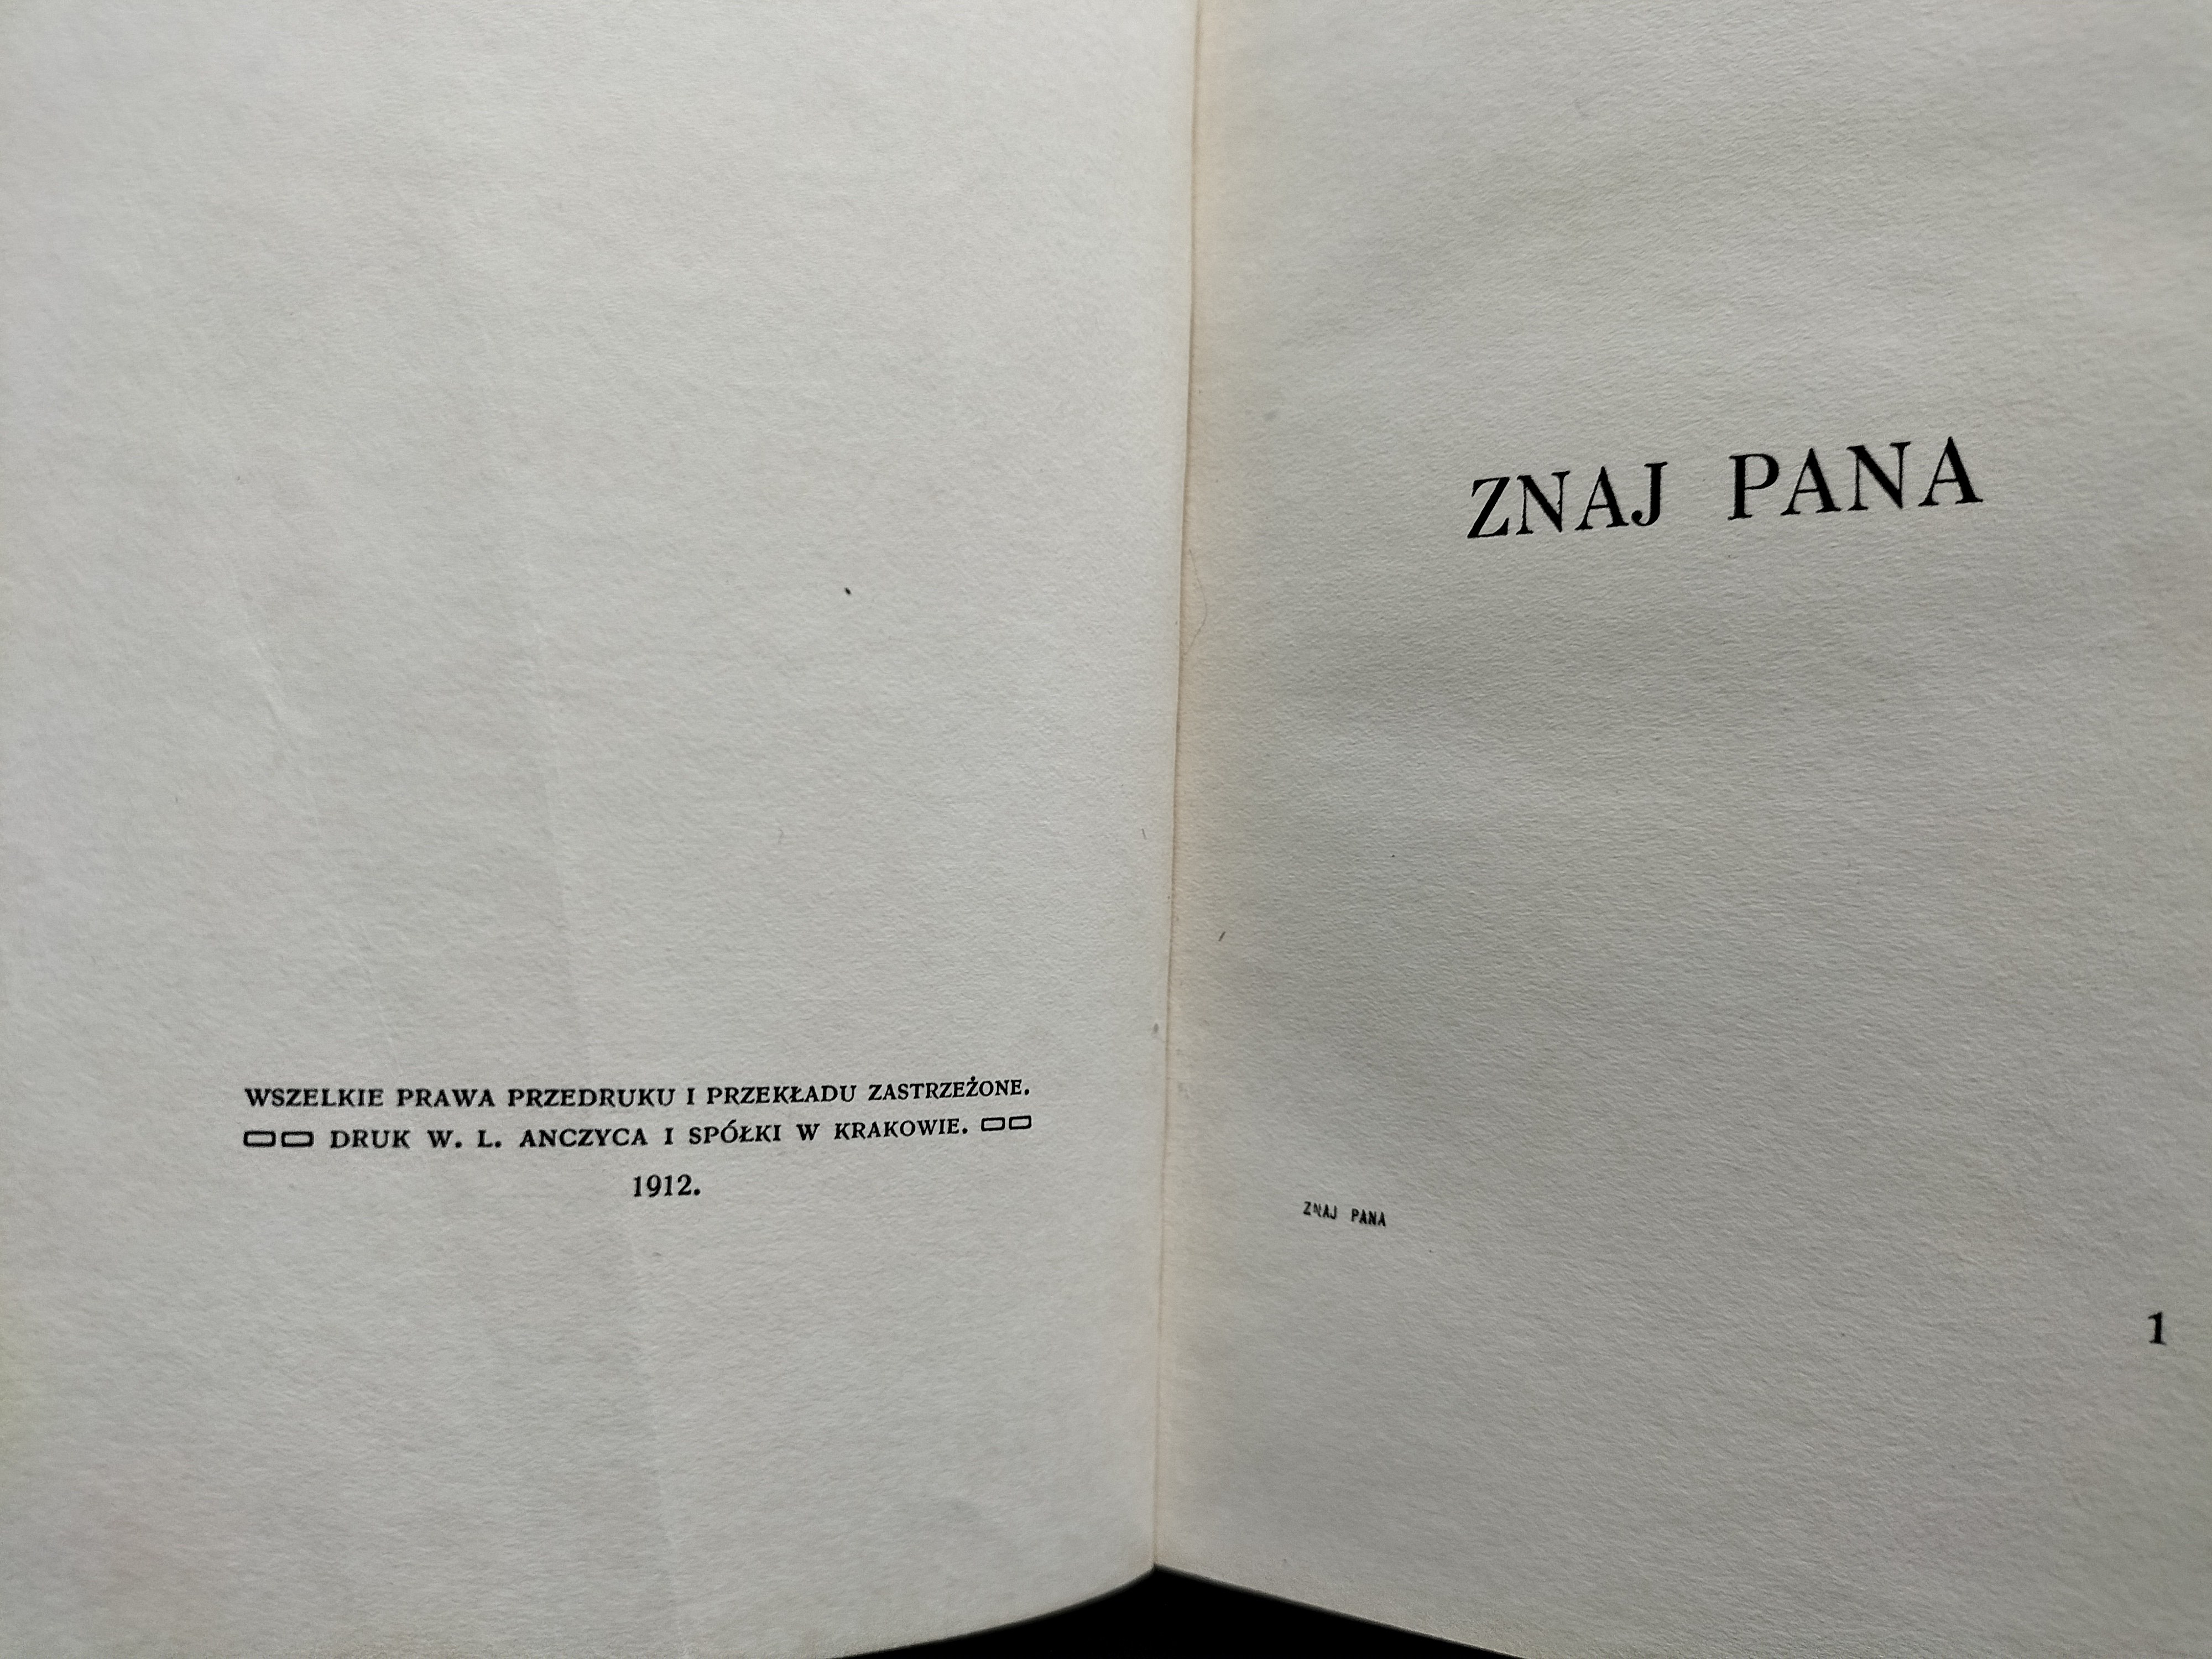 WSZELKIE PRAWA PRZEDRUKU I PRZEKŁADU ZASTRZEŻONE.
▭▭ DRUK W. L. ANCZYCA I SPÓŁKI W KRAKOWIE. ▭▭
1912.
ZNAJ PANA
ZNAJ PANA
1